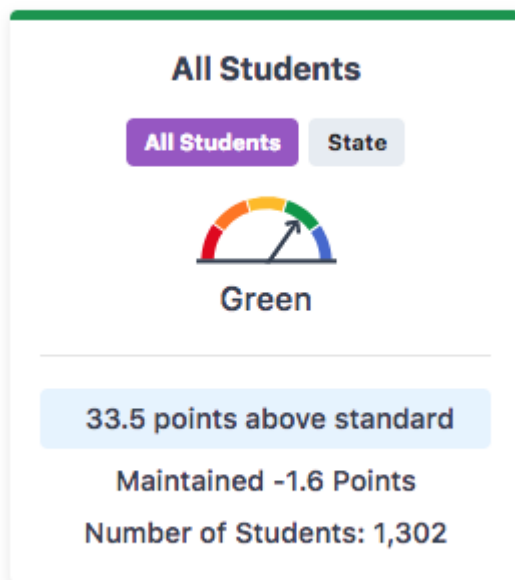 All Students
All Students State
Green
33.5 points above standard
Maintained -1.6 Points
Number of Students: 1,302